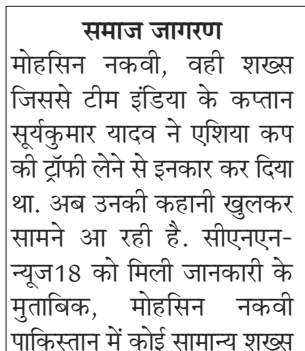 समाज जागरण
मोहसिन नकवी, वही शख्स
जिससे टीम इंडिया के कप्तान
सूर्यकुमार यादव ने एशिया कप
की ट्रॉफी लेने से इनकार कर दिया
था. अब उनकी कहानी खुलकर
सामने आ रही है. सीएनएन-
न्यूज18 को मिली जानकारी के
मुताबिक, मोहसिन नकवी
पाकिस्तान में कोई सामान्य शख्स